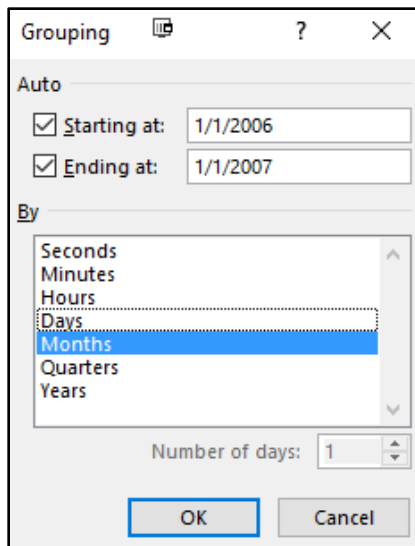 Grouping ?
Auto
Starting at: 1/1/2006
Ending at: 1/1/2007
By
Seconds
Minutes
Hours
Days
Months
Quarters
Years
Number of days: 1
OK Cancel